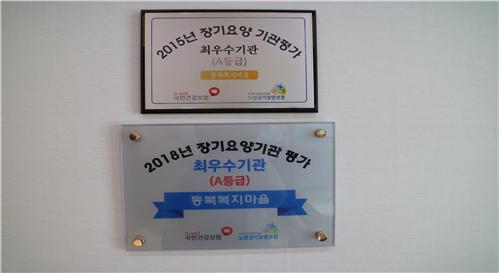 2015년 장기요양 기관평가
최우수기관
(A등급)
동북복지마을
h·well
국민건강보험
노인장기요양보험
2018년 장기요양기관 평가
최우수기관
(A등급)
동북복지마을
h·well
국민건강보험
노인장기요양보험